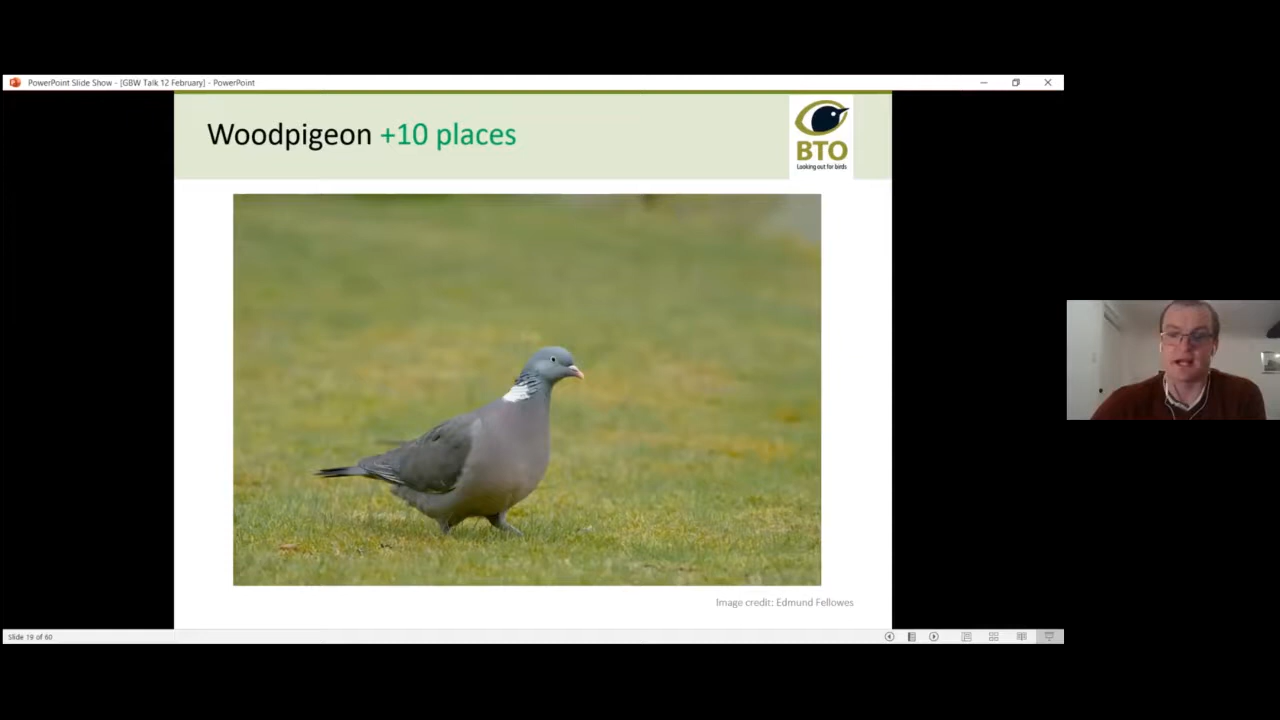 PowerPoint Slide Show - [GBW Talk 12 February] - PowerPoint
Woodpigeon +10 places
BTO
Looking out for birds
Image credit: Edmund Fellowes
Slide 19 of 60